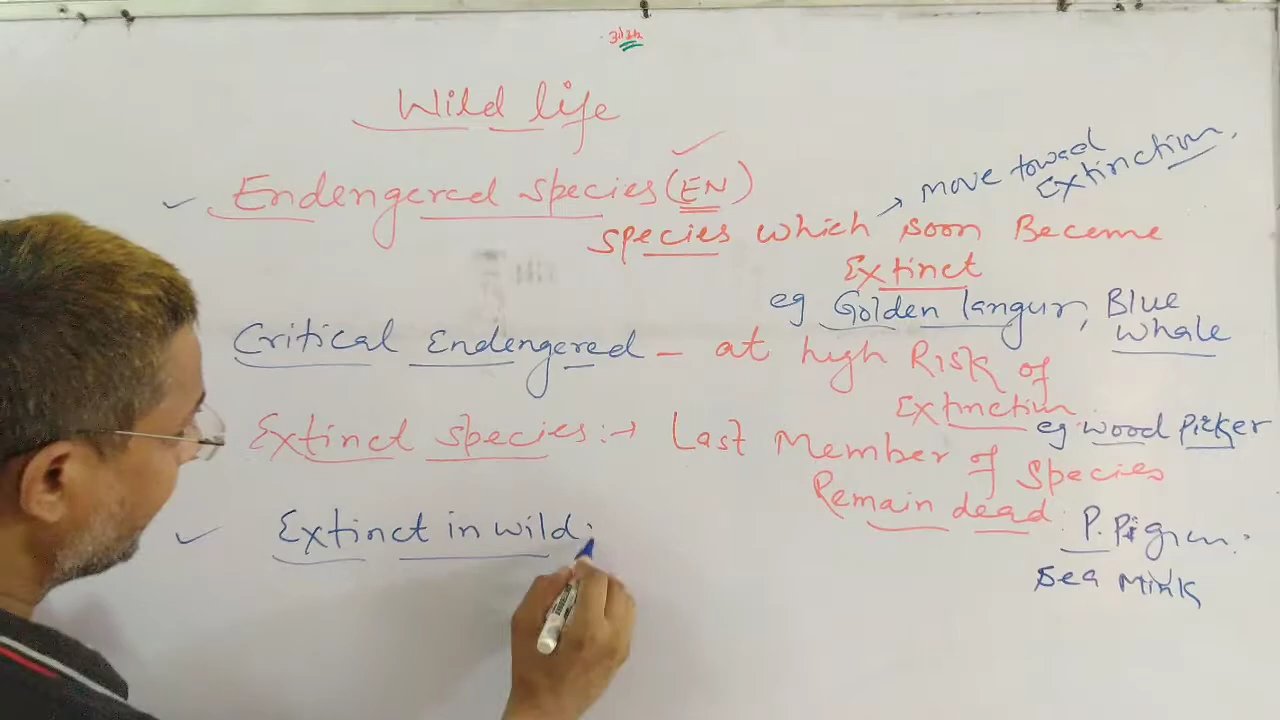 Wild life
Endengered species (EN)
move toward
Extinction.
species which soon Become
Extinct
eg Golden langur, Blue
whale
Critical Endengered - at high Risk of
Extinction
eg wood Picker
Extinct species:→ Last Member of Species
Remain dead
P. Pigren.
Sea Mink
Extinct in wild: